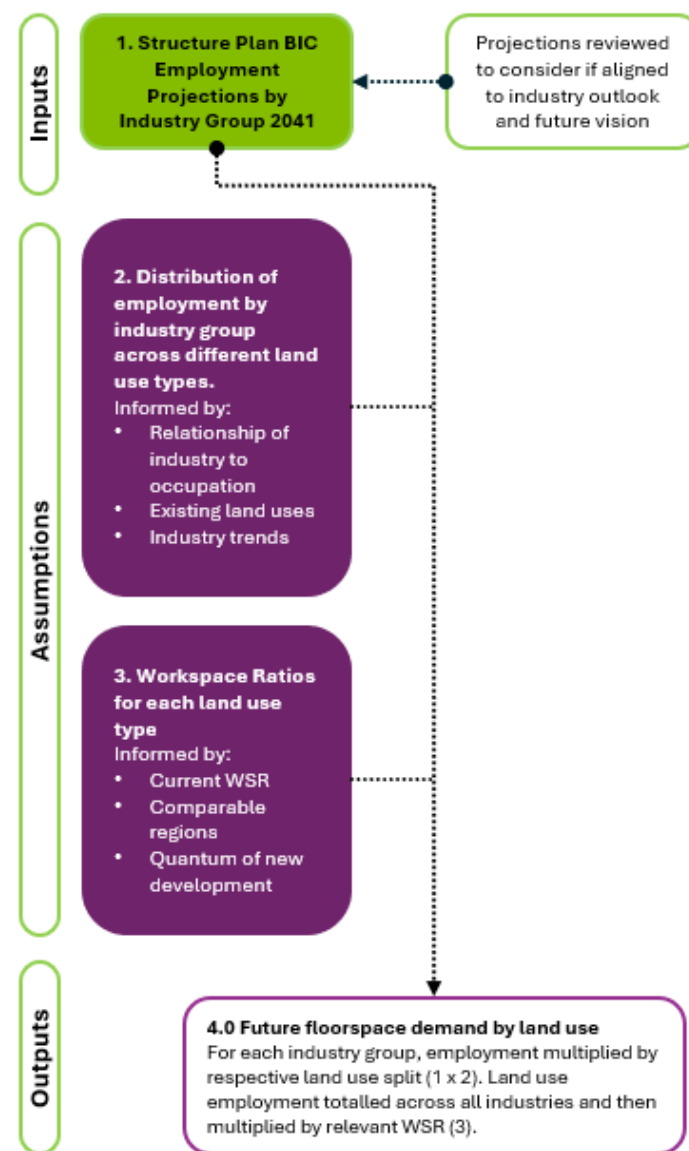 Inputs
1. Structure Plan BIC
Employment
Projections by
Industry Group 2041
Projections reviewed
to consider if aligned
to industry outlook
and future vision
Assumptions
2. Distribution of
employment by
industry group
across different land
use types.
Informed by:
• Relationship of
industry to
occupation
• Existing land uses
• Industry trends
3. Workspace Ratios
for each land use
type
Informed by:
• Current WSR
• Comparable
regions
• Quantum of new
development
Outputs
4.0 Future floorspace demand by land use
For each industry group, employment multiplied by
respective land use split (1 x 2). Land use
employment totalled across all industries and then
multiplied by relevant WSR (3).